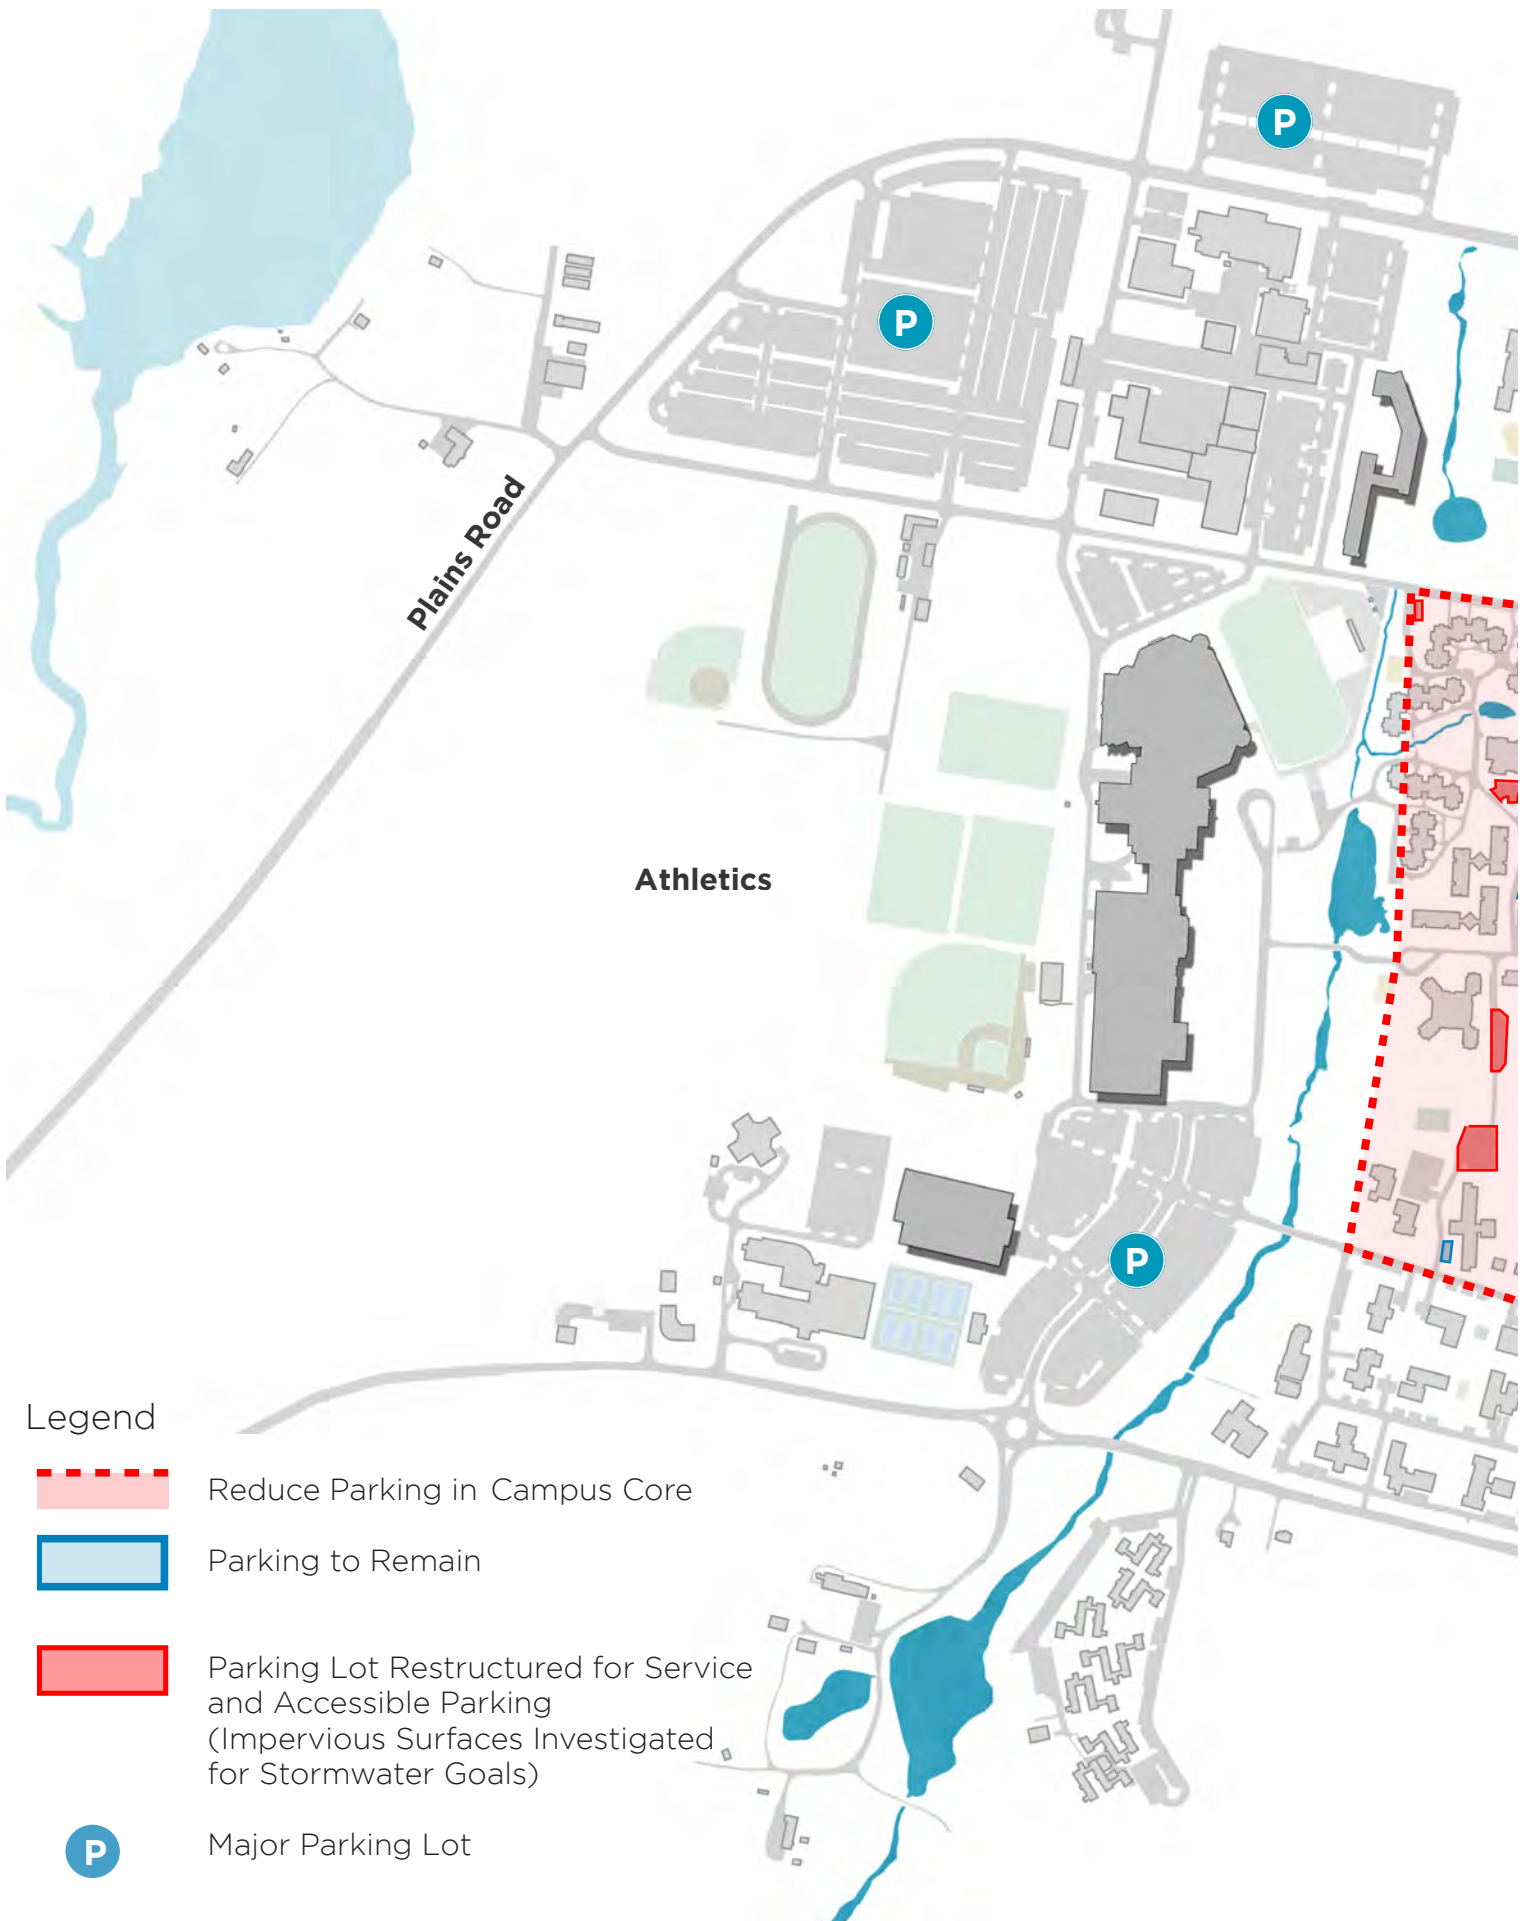 P
P
Plains Road
Athletics
P
Legend
Reduce Parking in Campus Core
Parking to Remain
Parking Lot Restructured for Service
and Accessible Parking
(Impervious Surfaces Investigated
for Stormwater Goals)
P
Major Parking Lot